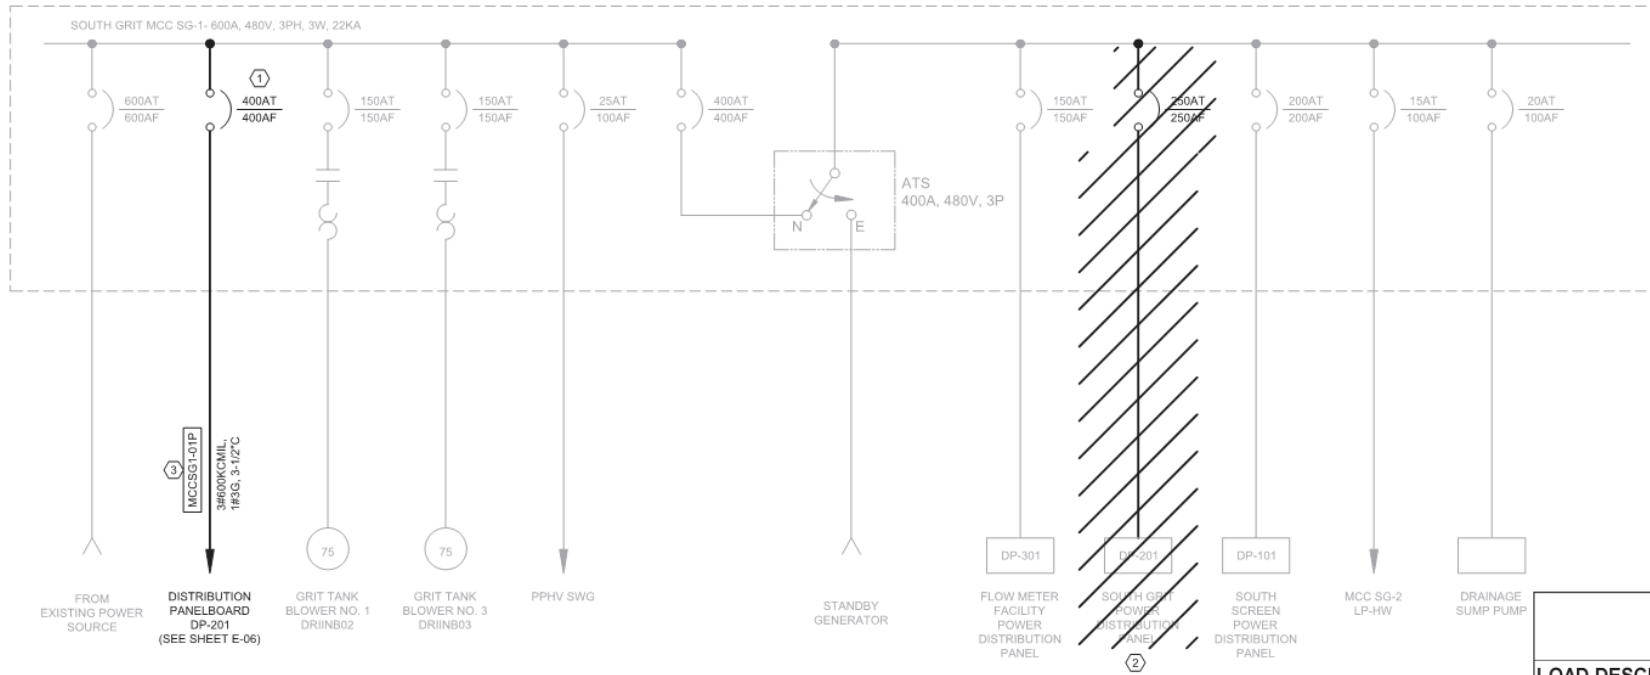 SOUTH GRIT MCC SG-1- 600A, 480V, 3PH, 3W, 22KA
1
600AT
600AF
400AT
400AF
150AT
150AF
150AT
150AF
25AT
100AF
400AT
400AF
150AT
150AF
250AT
250AF
200AT
200AF
15AT
100AF
20AT
100AF
ATS
400A, 480V, 3P
N
E
3
MCCSG1-01P
3#600KCMIL,
1#3G, 3-1/2"C
75
75
DP-301
DP-201
DP-101
FROM
EXISTING POWER
SOURCE
DISTRIBUTION
PANELBOARD
DP-201
(SEE SHEET E-06)
GRIT TANK
BLOWER NO. 1
DRIINB02
GRIT TANK
BLOWER NO. 3
DRIINB03
PPHV SWG
STANDBY
GENERATOR
FLOW METER
FACILITY
POWER
DISTRIBUTION
PANEL
SOUTH GRIT
POWER
DISTRIBUTION
PANEL
2
SOUTH
SCREEN
POWER
DISTRIBUTION
PANEL
MCC SG-2
LP-HW
DRAINAGE
SUMP PUMP
LOAD